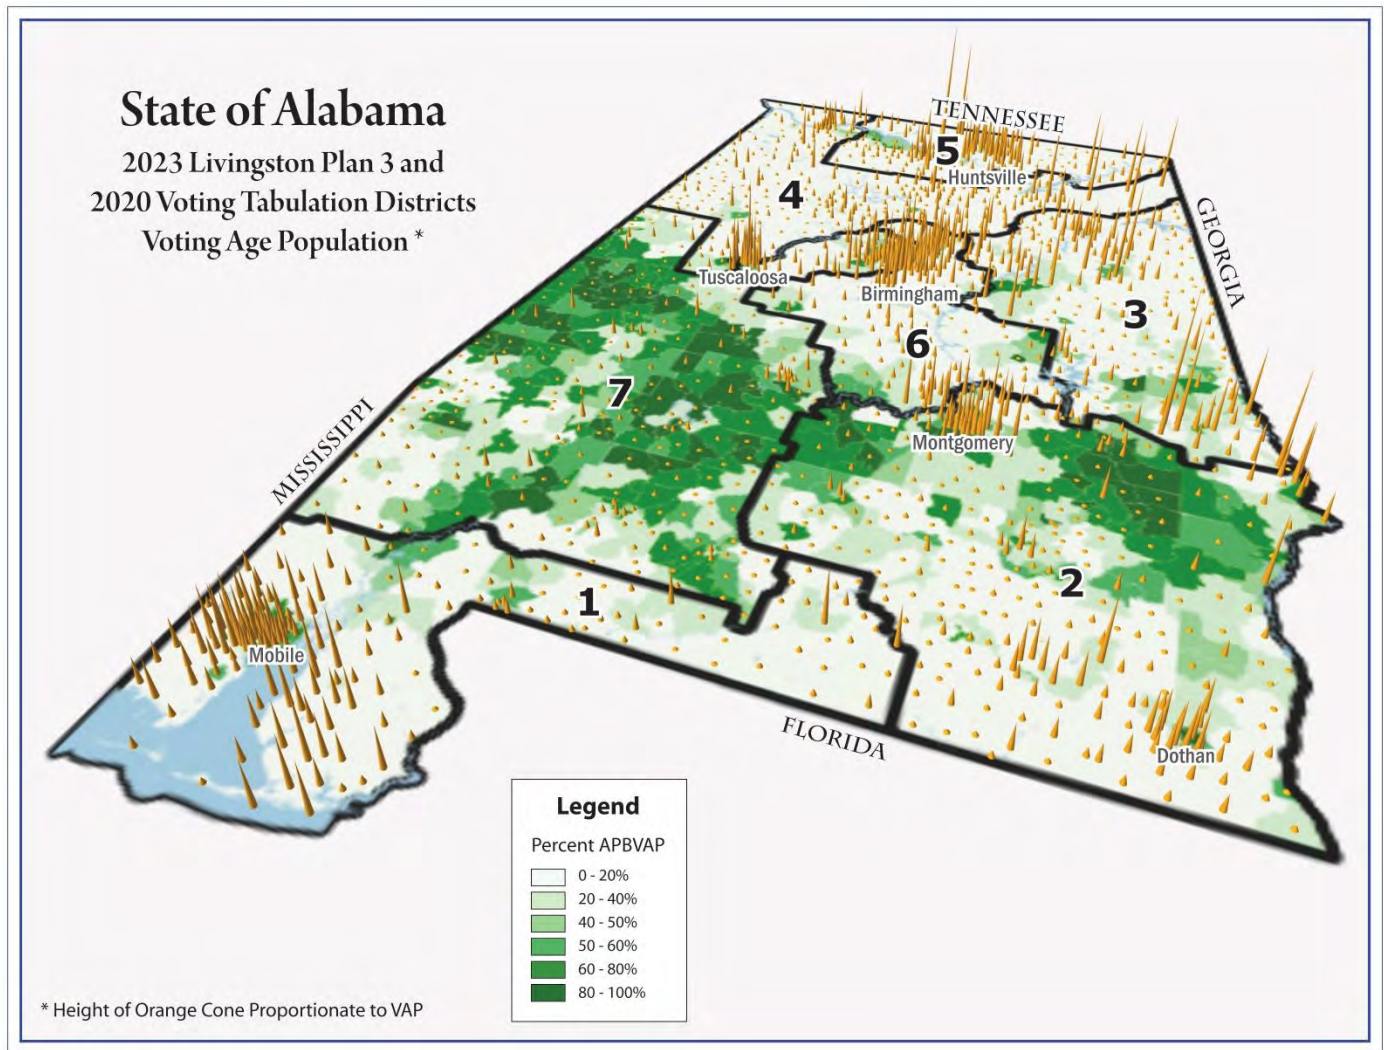 State of Alabama
2023 Livingston Plan 3 and
2020 Voting Tabulation Districts
Voting Age Population *
TENNESSEE
5
Huntsville
4
GEORGIA
Tuscaloosa
Birmingham
3
6
7
MISSISSIPPI
Montgomery
2
1
Mobile
FLORIDA
Dothan
Legend
Percent APBVAP
0 - 20%
20 - 40%
40 - 50%
50 - 60%
60 - 80%
80 - 100%
* Height of Orange Cone Proportionate to VAP